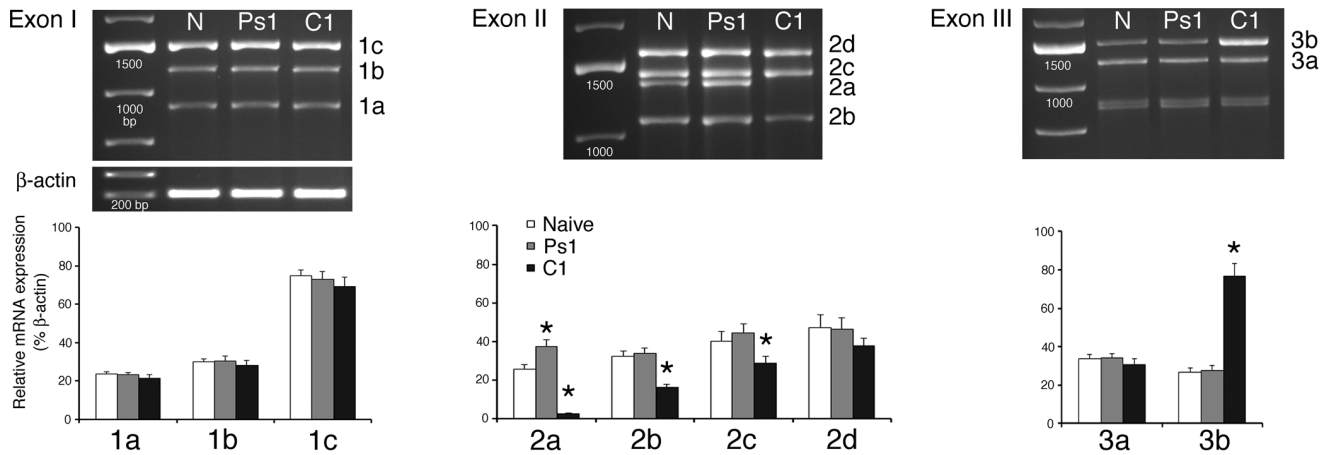 Exon I
N Ps1 C1
1500
1000
bp
1c
1b
1a
β-actin
200 bp
Exon II
N Ps1 C1
1500
1000
2d
2c
2a
2b
Exon III
N Ps1 C1
1500
1000
3b
3a
Relative mRNA expression
(% β-actin)
100
80
60
40
20
0
1a 1b 1c
100
80
60
40
20
0
Naive
Ps1
C1
*
*
*
*
2a 2b 2c 2d
100
80
60
40
20
0
*
3a 3b